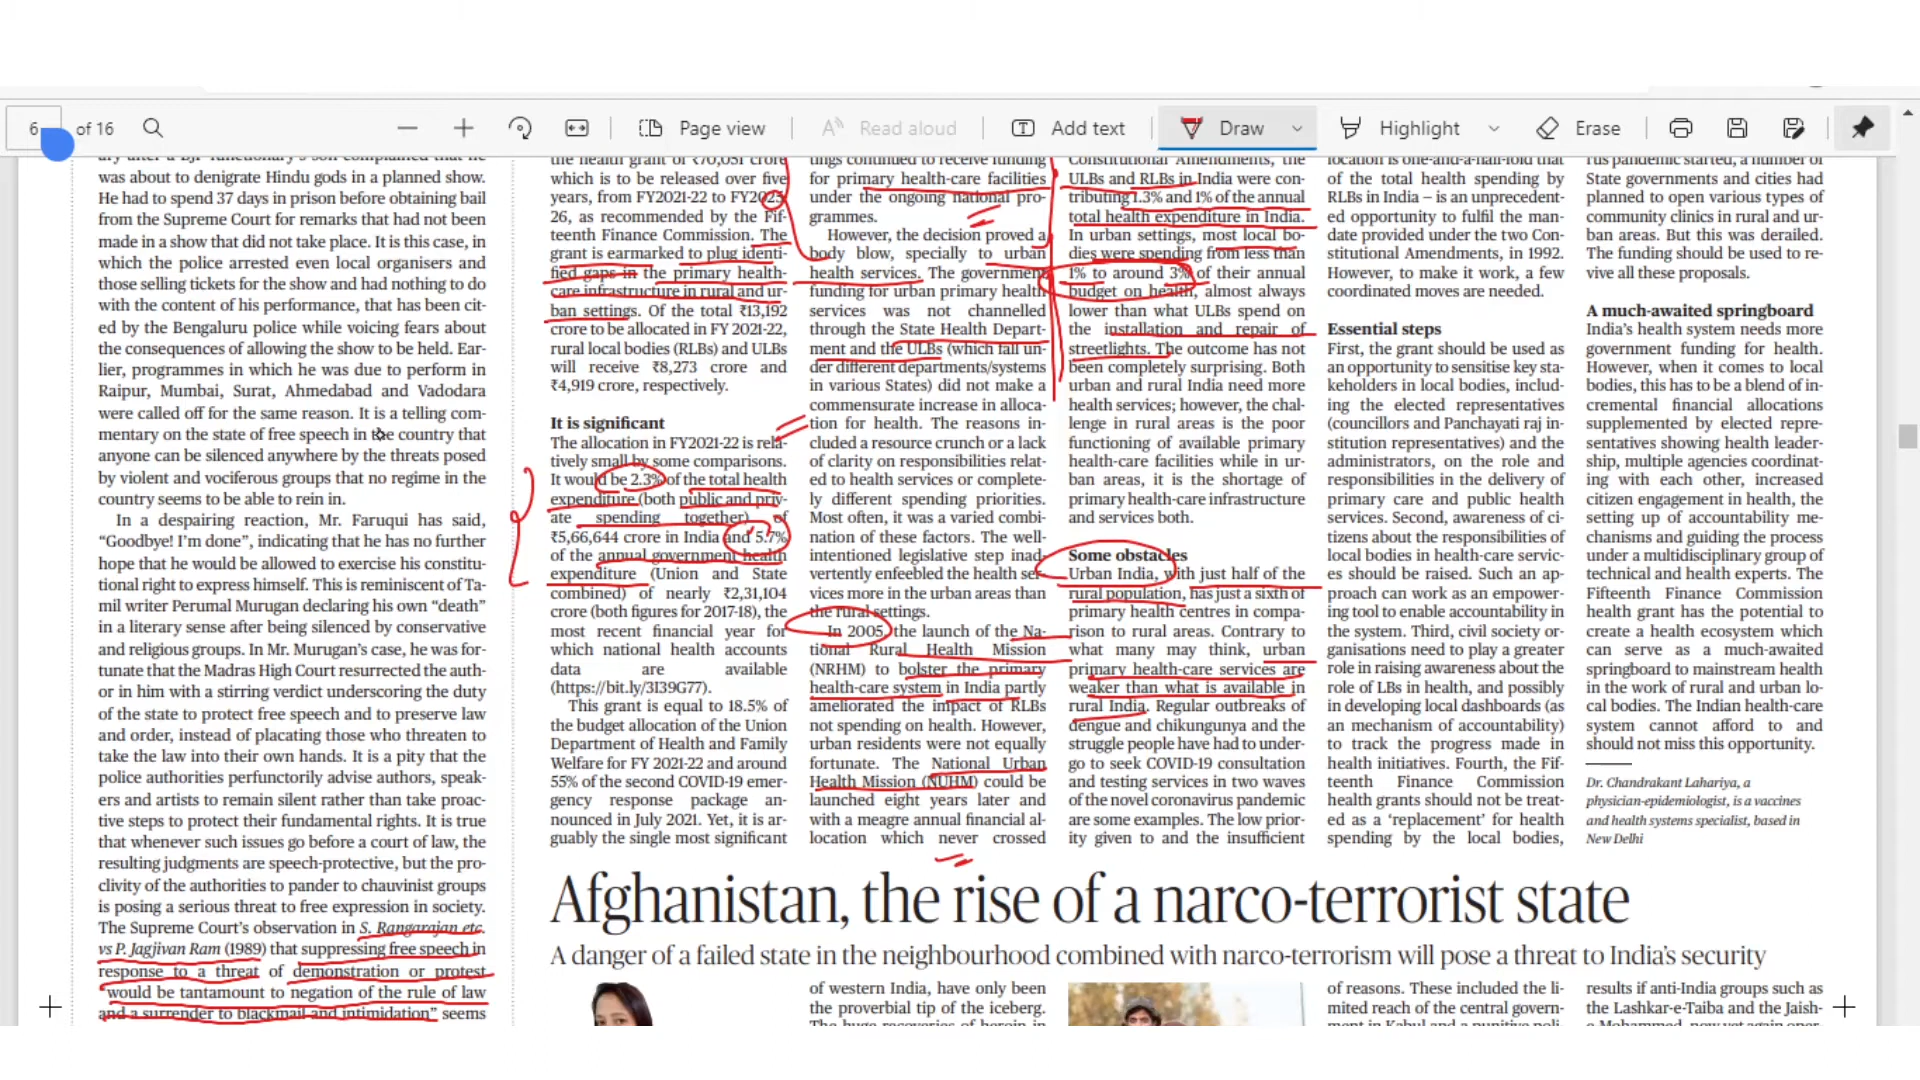 6
of 16
Page view
Read aloud
Add text
Draw
Highlight
Erase
was about to denigrate Hindu gods in a planned show.
He had to spend 37 days in prison before obtaining bail
from the Supreme Court for remarks that had not been
made in a show that did not take place. It is this case, in
which the police arrested even local organisers and
those selling tickets for the show and had nothing to do
with the content of his performance, that has been cit-
ed by the Bengaluru police while voicing fears about
the consequences of allowing the show to be held. Ear-
lier, programmes in which he was due to perform in
Raipur, Mumbai, Surat, Ahmedabad and Vadodara
were called off for the same reason. It is a telling com-
mentary on the state of free speech in the country that
anyone can be silenced anywhere by the threats posed
by violent and vociferous groups that no regime in the
country seems to be able to rein in.
In a despairing reaction, Mr. Faruqui has said,
“Goodbye! I’m done”, indicating that he has no further
hope that he would be allowed to exercise his constitu-
tional right to express himself. This is reminiscent of Ta-
mil writer Perumal Murugan declaring his own “death”
in a literary sense after being silenced by conservative
and religious groups. In Mr. Murugan’s case, he was for-
tunate that the Madras High Court resurrected the auth-
or in him with a stirring verdict underscoring the duty
of the state to protect free speech and to preserve law
and order, instead of placating those who threaten to
take the law into their own hands. It is a pity that the
police authorities perfunctorily advise authors, speak-
ers and artists to remain silent rather than take proac-
tive steps to protect their fundamental rights. It is true
that whenever such issues go before a court of law, the
resulting judgments are speech-protective, but the pro-
clivity of the authorities to pander to chauvinist groups
is posing a serious threat to free expression in society.
The Supreme Court’s observation in S. Rangarajan etc.
vs P. Jagjivan Ram (1989) that suppressing free speech in
response to a threat of demonstration or protest
“would be tantamount to negation of the rule of law
and a surrender to blackmail and intimidation” seems
the health grant of ₹70,051 crore
which is to be released over five
years, from FY2021-22 to FY2025-
26, as recommended by the Fif-
teenth Finance Commission. The
grant is earmarked to plug identi-
fied gaps in the primary health-
care infrastructure in rural and ur-
ban settings. Of the total ₹13,192
crore to be allocated in FY 2021-22,
rural local bodies (RLBs) and ULBs
will receive ₹8,273 crore and
₹4,919 crore, respectively.
It is significant
The allocation in FY2021-22 is rela-
tively small by some comparisons.
It would be 2.3% of the total health
expenditure (both public and priv-
ate spending together) of
₹5,66,644 crore in India and 5.7%
of the annual government health
expenditure (Union and State
combined) of nearly ₹2,31,104
crore (both figures for 2017-18), the
most recent financial year for
which national health accounts
data are available
(https://bit.ly/3I39G77).
This grant is equal to 18.5% of
the budget allocation of the Union
Department of Health and Family
Welfare for FY 2021-22 and around
55% of the second COVID-19 emer-
gency response package an-
nounced in July 2021. Yet, it is ar-
guably the single most significant
tings continued to receive funding
for primary health-care facilities
under the ongoing national pro-
grammes.
However, the decision proved a
body blow, specially to urban
health services. The government
funding for urban primary health
services was not channelled
through the State Health Depart-
ment and the ULBs (which fall un-
der different departments/systems
in various States) did not make a
commensurate increase in alloca-
tion for health. The reasons in-
cluded a resource crunch or a lack
of clarity on responsibilities relat-
ed to health services or complete-
ly different spending priorities.
Most often, it was a varied combi-
nation of these factors. The well-
intentioned legislative step inad-
vertently enfeebled the health ser-
vices more in the urban areas than
the rural settings.
In 2005, the launch of the Na-
tional Rural Health Mission
(NRHM) to bolster the primary
health-care system in India partly
ameliorated the impact of RLBs
not spending on health. However,
urban residents were not equally
fortunate. The National Urban
Health Mission (NUHM) could be
launched eight years later and
with a meagre annual financial al-
location which never crossed
Constitutional Amendments, the
ULBs and RLBs in India were con-
tributing 1.3% and 1% of the annual
total health expenditure in India.
In urban settings, most local bo-
dies were spending from less than
1% to around 3% of their annual
budget on health, almost always
lower than what ULBs spend on
the installation and repair of
streetlights. The outcome has not
been completely surprising. Both
urban and rural India need more
health services; however, the chal-
lenge in rural areas is the poor
functioning of available primary
health-care facilities while in ur-
ban areas, it is the shortage of
primary health-care infrastructure
and services both.
Some obstacles
Urban India, with just half of the
rural population, has just a sixth of
primary health centres in compa-
rison to rural areas. Contrary to
what many may think, urban
primary health-care services are
weaker than what is available in
rural India. Regular outbreaks of
dengue and chikungunya and the
struggle people have had to under-
go to seek COVID-19 consultation
and testing services in two waves
of the novel coronavirus pandemic
are some examples. The low prior-
ity given to and the insufficient
location is one-and-a-half-fold that
of the total health spending by
RLBs in India – is an unprecedent-
ed opportunity to fulfil the man-
date provided under the two Con-
stitutional Amendments, in 1992.
However, to make it work, a few
coordinated moves are needed.
Essential steps
First, the grant should be used as
an opportunity to sensitise key sta-
keholders in local bodies, includ-
ing the elected representatives
(councillors and Panchayati raj in-
stitution representatives) and the
administrators, on the role and
responsibilities in the delivery of
primary care and public health
services. Second, awareness of ci-
tizens about the responsibilities of
local bodies in health-care servic-
es should be raised. Such an ap-
proach can work as an empower-
ing tool to enable accountability in
the system. Third, civil society or-
ganisations need to play a greater
role in raising awareness about the
role of LBs in health, and possibly
in developing local dashboards (as
an mechanism of accountability)
to track the progress made in
health initiatives. Fourth, the Fif-
teenth Finance Commission
health grants should not be treat-
ed as a ‘replacement’ for health
spending by the local bodies,
rus pandemic started, a number of
State governments and cities had
planned to open various types of
community clinics in rural and ur-
ban areas. But this was derailed.
The funding should be used to re-
vive all these proposals.
A much-awaited springboard
India’s health system needs more
government funding for health.
However, when it comes to local
bodies, this has to be a blend of in-
cremental financial allocations
supplemented by elected repre-
sentatives showing health leader-
ship, multiple agencies coordinat-
ing with each other, increased
citizen engagement in health, the
setting up of accountability me-
chanisms and guiding the process
under a multidisciplinary group of
technical and health experts. The
Fifteenth Finance Commission
health grant has the potential to
create a health ecosystem which
can serve as a much-awaited
springboard to mainstream health
in the work of rural and urban lo-
cal bodies. The Indian health-care
system cannot afford to and
should not miss this opportunity.
Dr. Chandrakant Lahariya, a
physician-epidemiologist, is a vaccines
and health systems specialist, based in
New Delhi
Afghanistan, the rise of a narco-terrorist state
A danger of a failed state in the neighbourhood combined with narco-terrorism will pose a threat to India’s security
of western India, have only been
the proverbial tip of the iceberg.
of reasons. These included the li-
mited reach of the central govern-
results if anti-India groups such as
the Lashkar-e-Taiba and the Jaish-